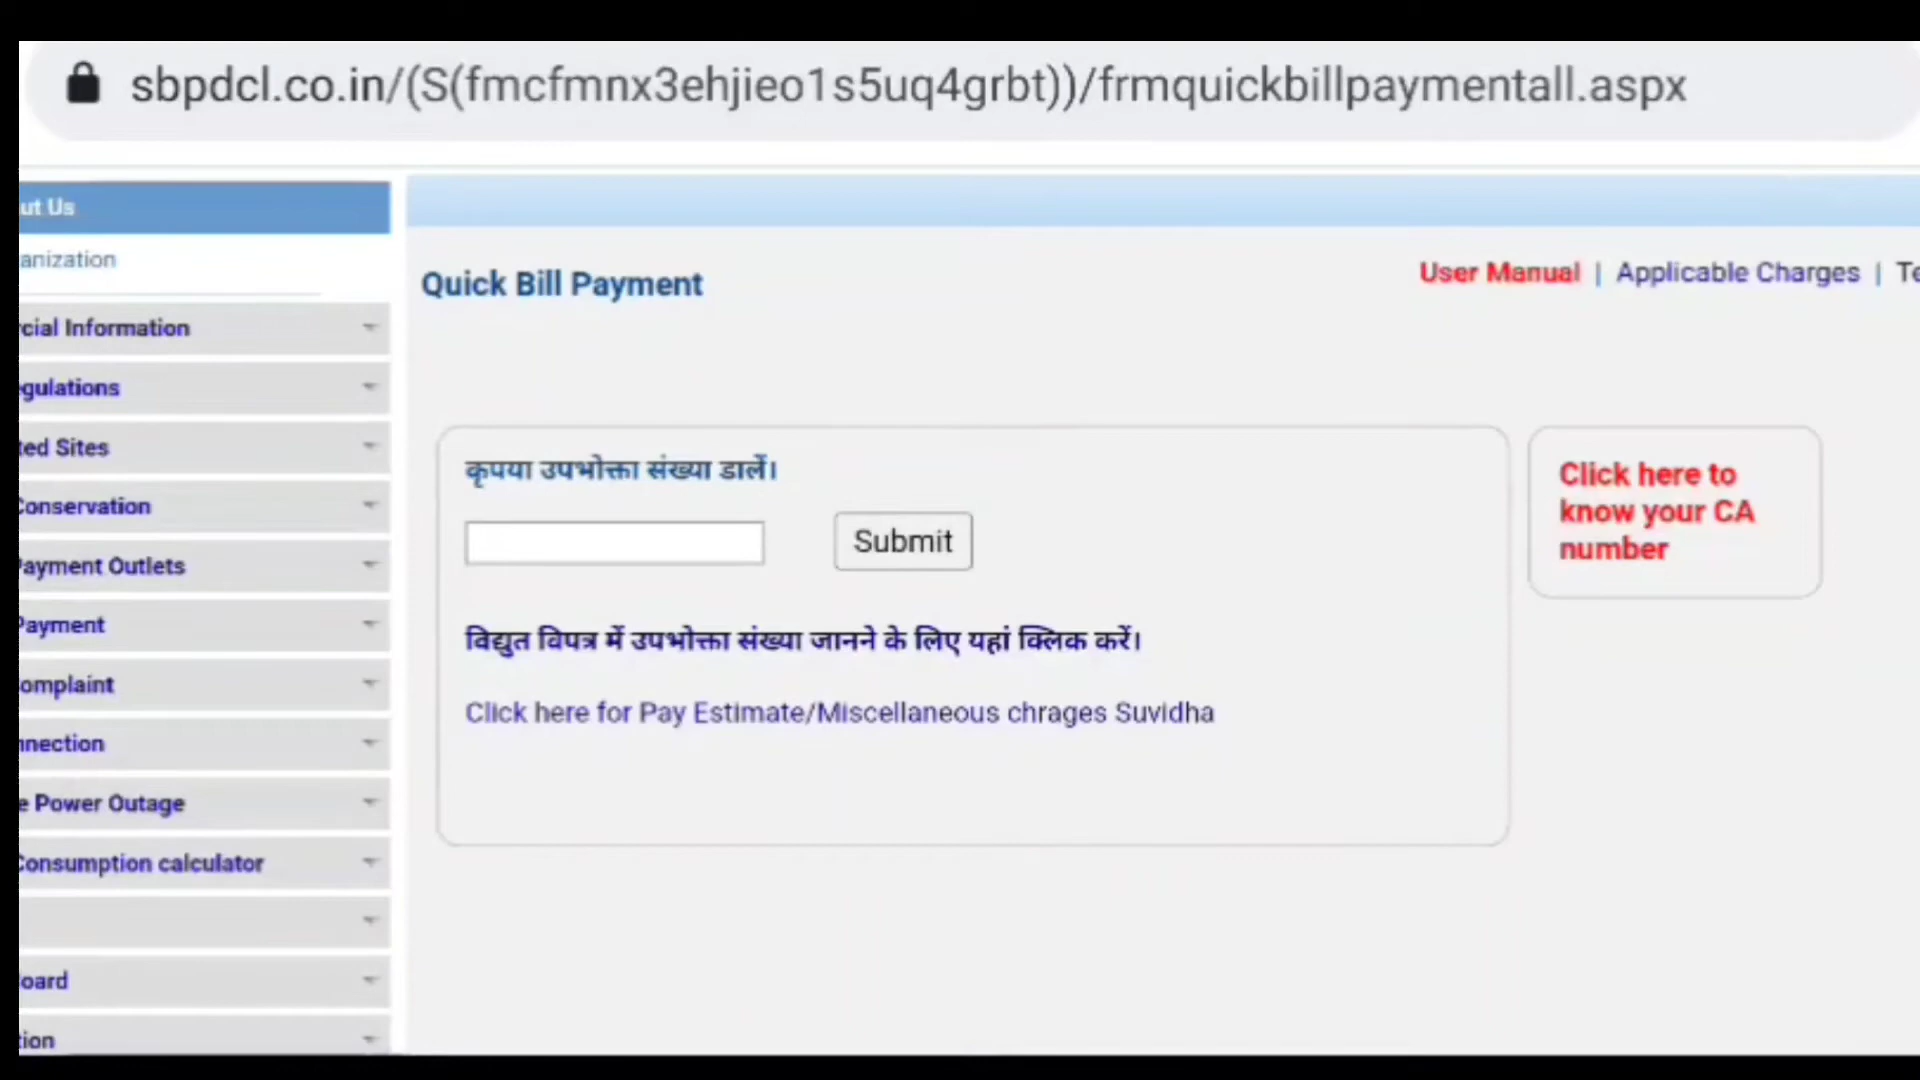 sbpdcl.co.in/(S(fmcfmnx3ehjieo1s5uq4grbt))/frmquickbillpaymentall.aspx
ut Us
anization
cial Information
gulations
ted Sites
Conservation
Payment Outlets
Payment
omplaint
nnection
e Power Outage
Consumption calculator
oard
tion
Quick Bill Payment
User Manual | Applicable Charges | Te
कृपया उपभोक्ता संख्या डालें।
Submit
विद्युत विपत्र में उपभोक्ता संख्या जानने के लिए यहां क्लिक करें।
Click here for Pay Estimate/Miscellaneous chrages Suvidha
Click here to
know your CA
number